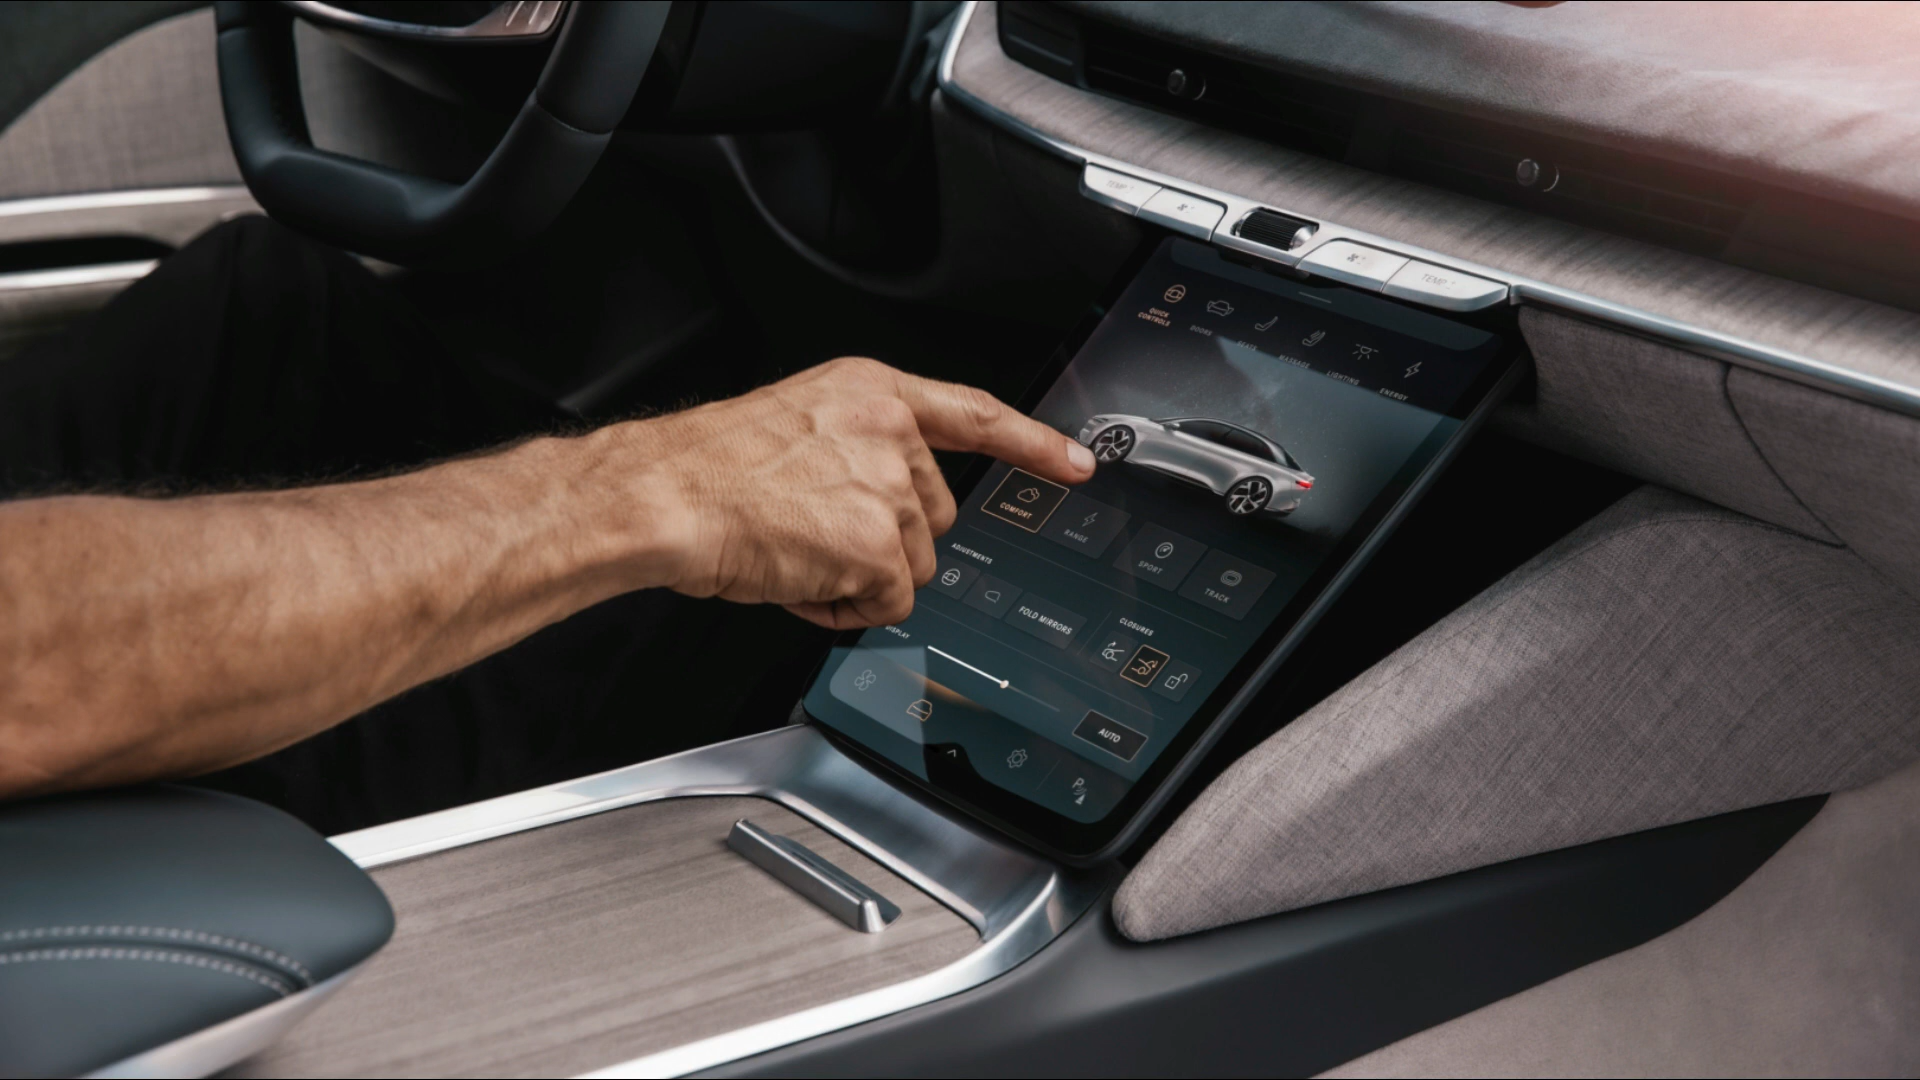 TEMP
TEMP
QUICK
CONTROLS
DOORS
SEATS
MASSAGE
LIGHTING
ENERGY
COMFORT
RANGE
SPORT
TRACK
ADJUSTMENTS
FOLD MIRRORS
CLOSURES
DISPLAY
AUTO
P